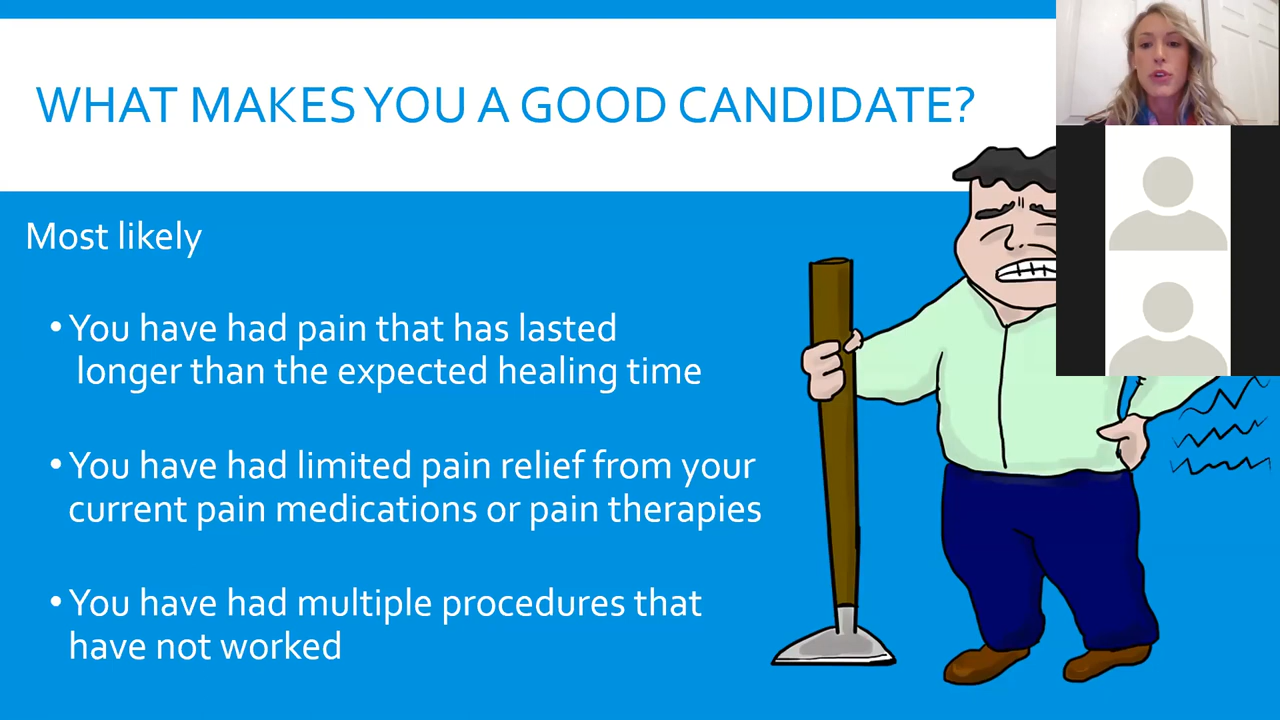 WHAT MAKES YOU A GOOD CANDIDATE?
Most likely
• You have had pain that has lasted
longer than the expected healing time
• You have had limited pain relief from your
current pain medications or pain therapies
• You have had multiple procedures that
have not worked